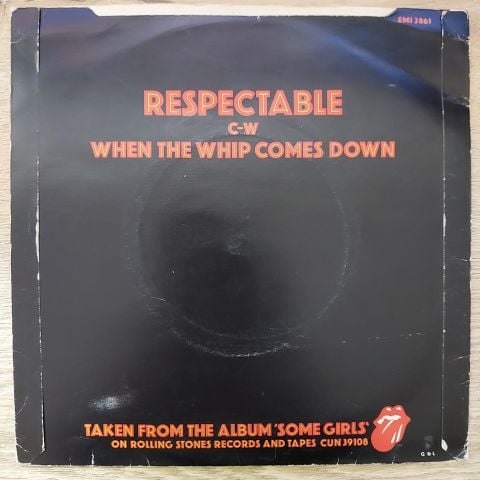 EMI 2861
RESPECTABLE
C-W
WHEN THE WHIP COMES DOWN
TAKEN FROM THE ALBUM 'SOME GIRLS'
ON ROLLING STONES RECORDS AND TAPES CUN 39108